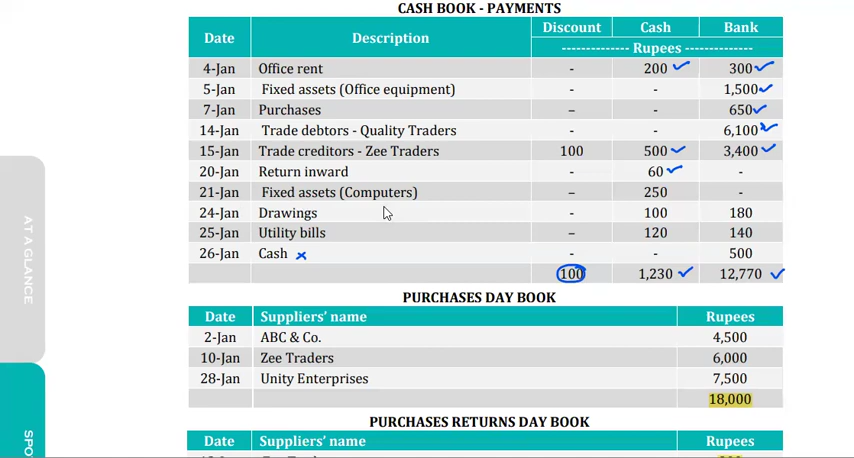 CASH BOOK - PAYMENTS
Date Description Discount Cash Bank
-------------- Rupees --------------
4-Jan Office rent - 200 300
5-Jan Fixed assets (Office equipment) - - 1,500
7-Jan Purchases – - 650
14-Jan Trade debtors - Quality Traders - - 6,100
15-Jan Trade creditors - Zee Traders 100 500 3,400
20-Jan Return inward - 60 -
21-Jan Fixed assets (Computers) – 250 -
24-Jan Drawings - 100 180
25-Jan Utility bills – 120 140
26-Jan Cash - - 500
100 1,230 12,770
PURCHASES DAY BOOK
Date Suppliers' name Rupees
2-Jan ABC & Co. 4,500
10-Jan Zee Traders 6,000
28-Jan Unity Enterprises 7,500
18,000
PURCHASES RETURNS DAY BOOK
Date Suppliers' name Rupees
AT A GLANCE
SPO